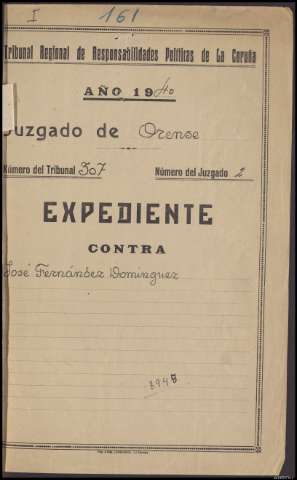 I 161
Tribunal Regional de Responsabilidades Políticas de La Coruña
AÑO 1940
Juzgado de Orense
Número del Tribunal 307 Número del Juzgado 2
EXPEDIENTE
CONTRA
José Fernández Domínguez